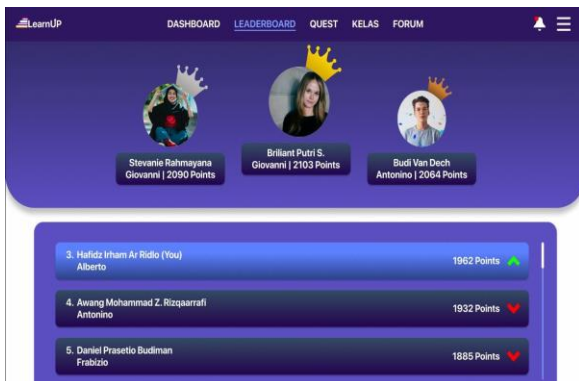 LearnUP
DASHBOARD LEADERBOARD QUEST KELAS FORUM
Stevanie Rahmayana
Giovanni | 2090 Points
Briliant Putri S.
Giovanni | 2103 Points
Budi Van Dech
Antonino | 2064 Points
3. Hafidz Irham Ar Ridlo (You)
Alberto
1962 Points
4. Awang Mohammad Z. Rizqaarrafi
Antonino
1932 Points
5. Daniel Prasetio Budiman
Frabizio
1885 Points